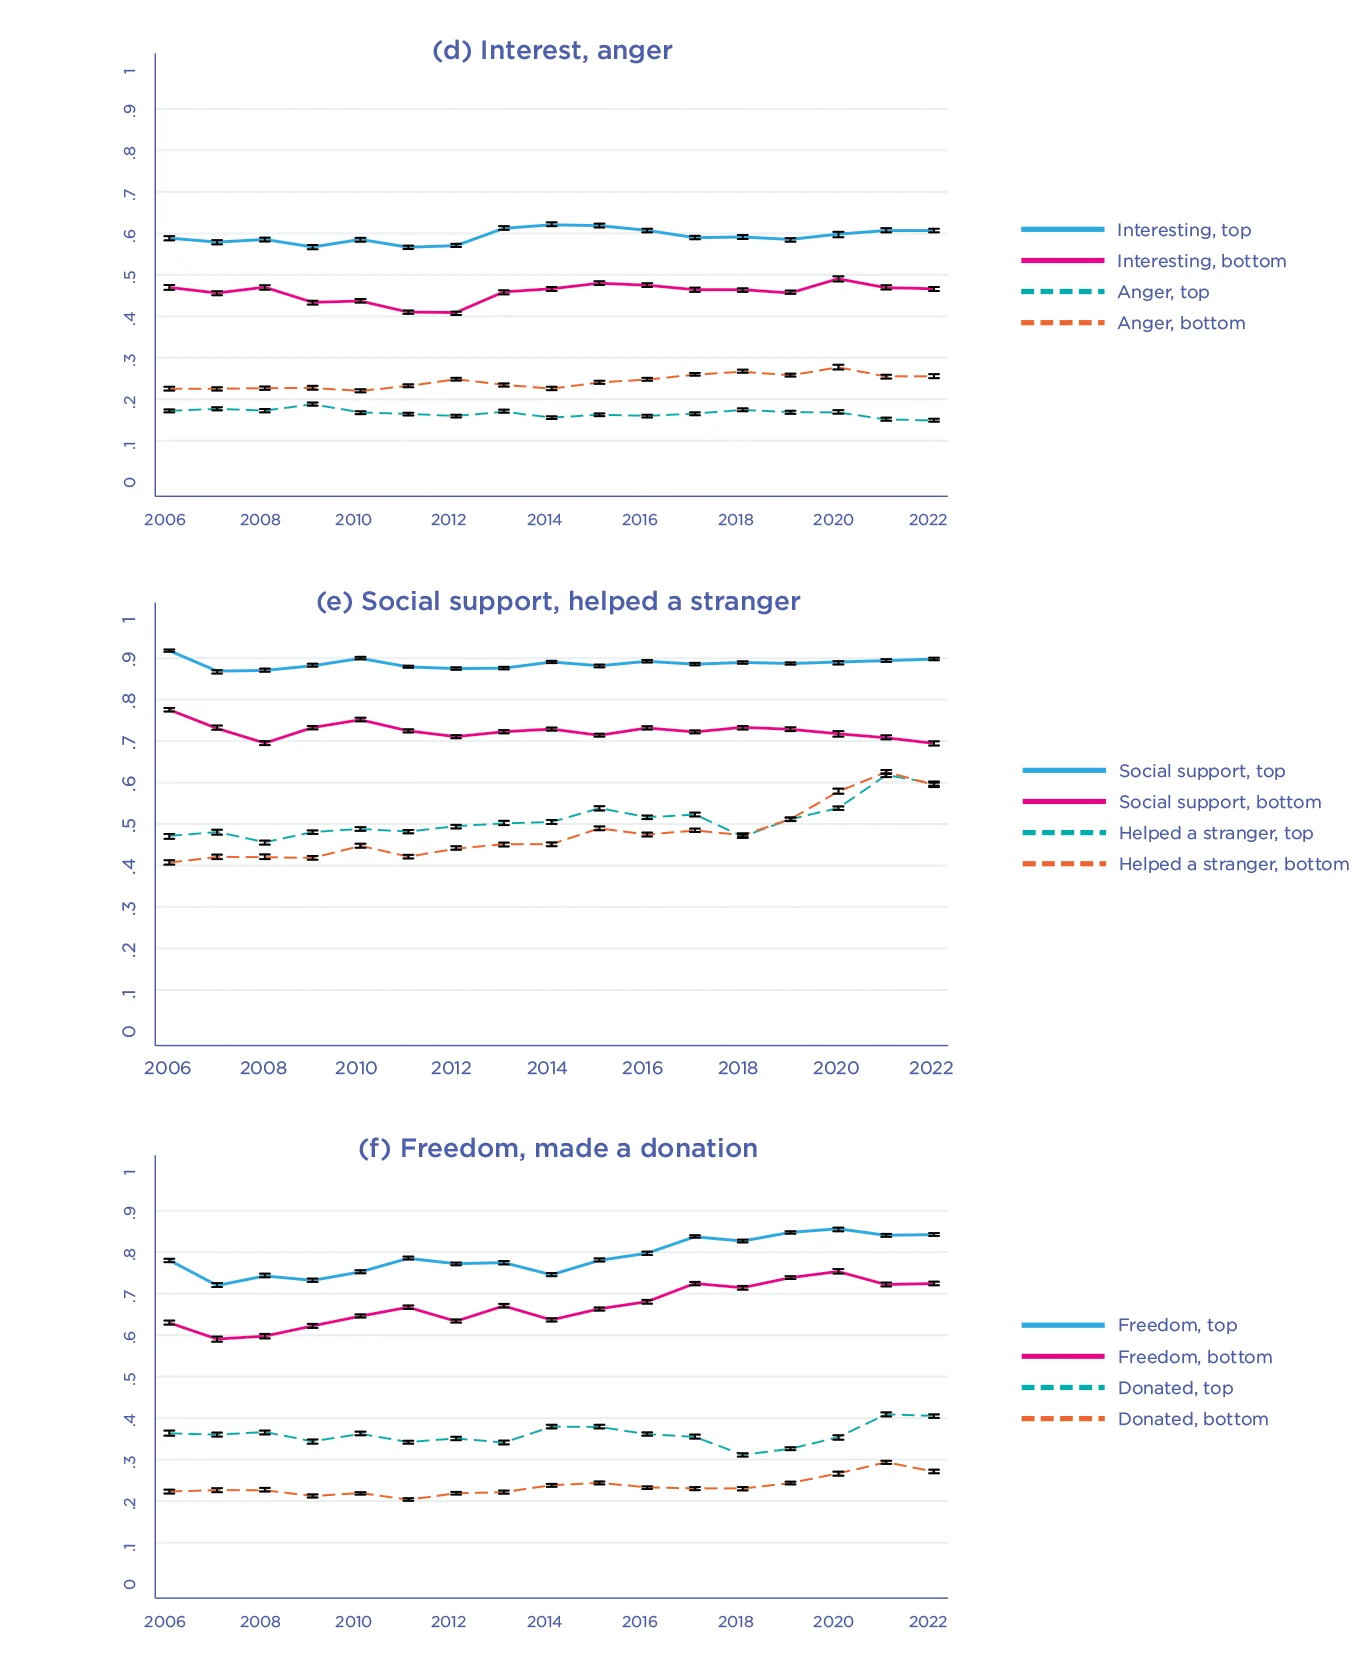 (d) Interest, anger
1
.9
.8
.7
.6
.5
.4
.3
.2
.1
0
2006 2008 2010 2012 2014 2016 2018 2020 2022
Interesting, top
Interesting, bottom
Anger, top
Anger, bottom
(e) Social support, helped a stranger
1
.9
.8
.7
.6
.5
.4
.3
.2
.1
0
2006 2008 2010 2012 2014 2016 2018 2020 2022
Social support, top
Social support, bottom
Helped a stranger, top
Helped a stranger, bottom
(f) Freedom, made a donation
1
.9
.8
.7
.6
.5
.4
.3
.2
.1
0
2006 2008 2010 2012 2014 2016 2018 2020 2022
Freedom, top
Freedom, bottom
Donated, top
Donated, bottom